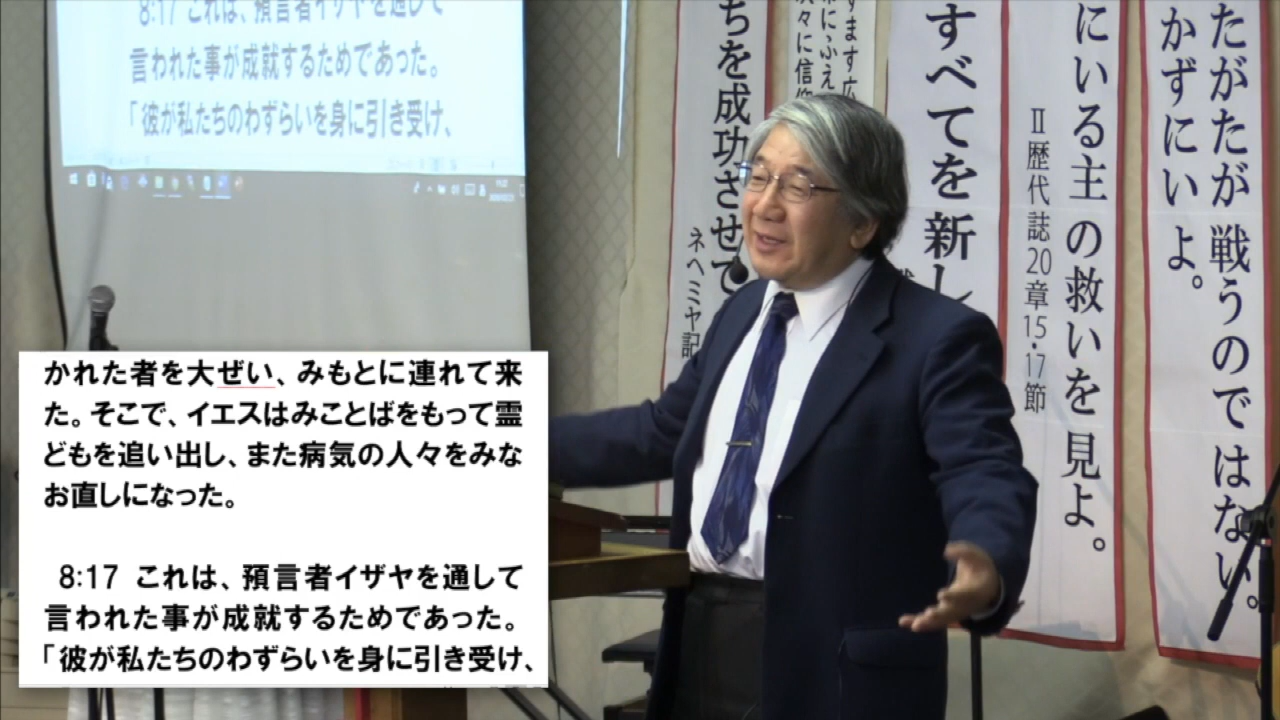 8:17 これは、預言者イザヤを通して
言われた事が成就するためであった。
「彼が私たちのわずらいを身に引き受け、
かれた者を大ぜい、みもとに連れて来
た。そこで、イエスはみことばをもって霊
どもを追い出し、また病気の人々をみな
お直しになった。
8:17 これは、預言者イザヤを通して
言われた事が成就するためであった。
「彼が私たちのわずらいを身に引き受け、
たがたが 戦うのではない。
かずにいよ。
にいる主の救いを見よ。
Ⅱ歴代誌20章15・17節
すべてを新し
ちを成功させて
ネヘミヤ記
ます広
にふえ
々に信仰